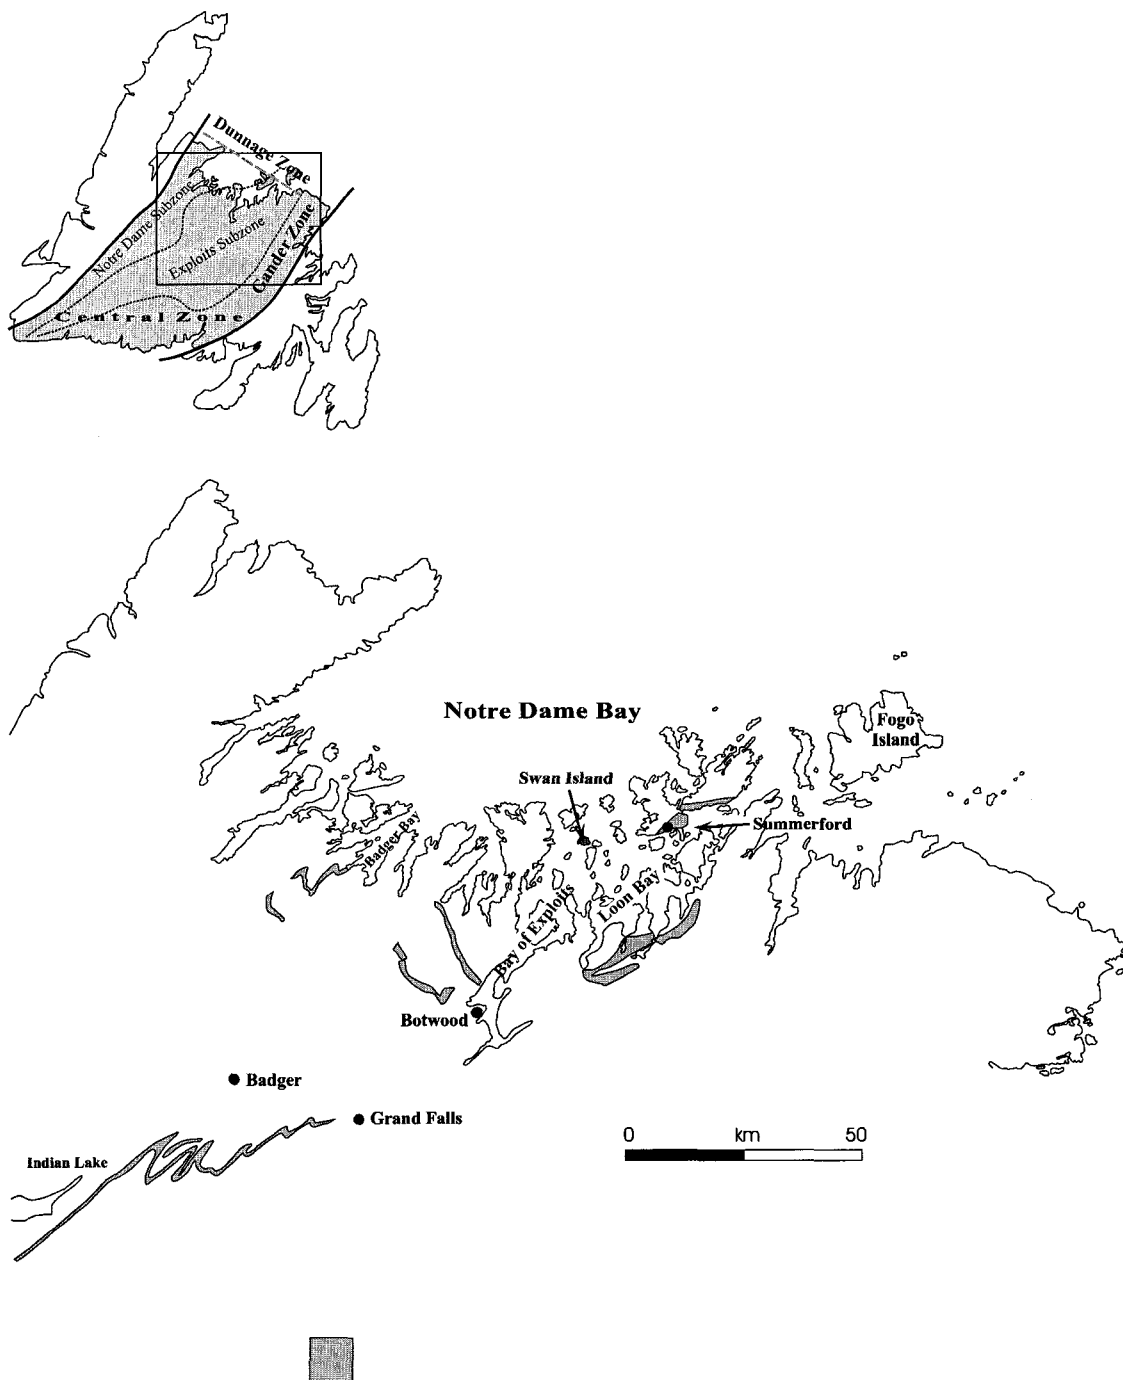 Dunnage Zone
Notre Dame Subzone
Exploits Subzone
Gander Zone
Central Zone
Notre Dame Bay
Fogo
Island
Swan Island
Summerford
Badger Bay
Loon Bay
Bay of Exploits
Botwood
Badger
Grand Falls
0 km 50
Indian Lake